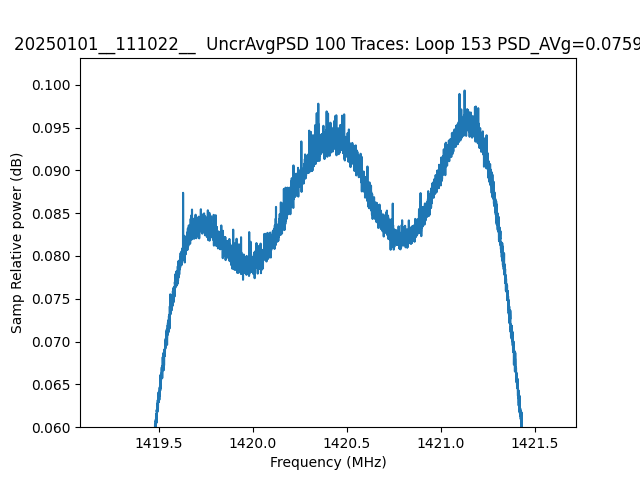 20250101__111022__ UncrAvgPSD 100 Traces: Loop 153 PSD_AVg=0.0759
0.100
0.095
0.090
0.085
0.080
0.075
0.070
0.065
0.060
Samp Relative power (dB)
1419.5 1420.0 1420.5 1421.0 1421.5
Frequency (MHz)